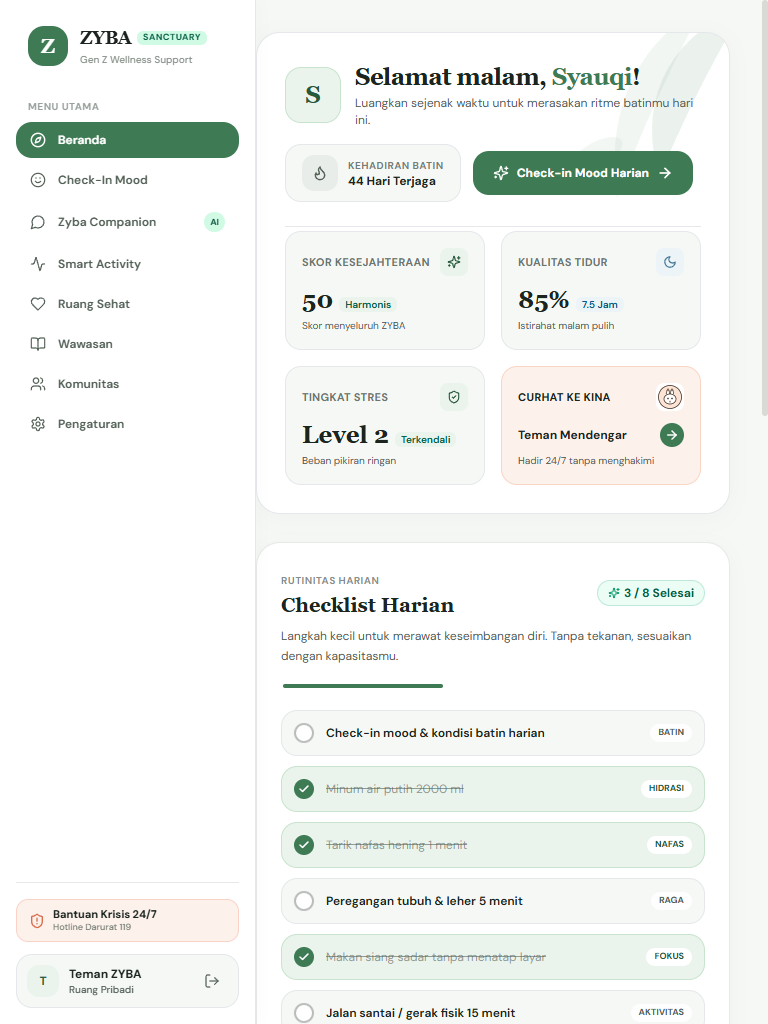 Z
ZYBA SANCTUARY
Gen Z Wellness Support
MENU UTAMA
Beranda
Check-In Mood
Zyba Companion AI
Smart Activity
Ruang Sehat
Wawasan
Komunitas
Pengaturan
Bantuan Krisis 24/7
Hotline Darurat 119
T
Teman ZYBA
Ruang Pribadi
S
Selamat malam, Syauqi!
Luangkan sejenak waktu untuk merasakan ritme batinmu hari
ini.
KEHADIRAN BATIN
44 Hari Terjaga
Check-in Mood Harian
SKOR KESEJAHTERAAN
50 Harmonis
Skor menyeluruh ZYBA
KUALITAS TIDUR
85% 7.5 Jam
Istirahat malam pulih
TINGKAT STRES
Level 2 Terkendali
Beban pikiran ringan
CURHAT KE KINA
Teman Mendengar
Hadir 24/7 tanpa menghakimi
RUTINITAS HARIAN
Checklist Harian
3 / 8 Selesai
Langkah kecil untuk merawat keseimbangan diri. Tanpa tekanan, sesuaikan
dengan kapasitasmu.
Check-in mood & kondisi batin harian BATIN
Minum air putih 2000 ml HIDRASI
Tarik nafas hening 1 menit NAFAS
Peregangan tubuh & leher 5 menit RAGA
Makan siang sadar tanpa menatap layar FOKUS
Jalan santai / gerak fisik 15 menit AKTIVITAS